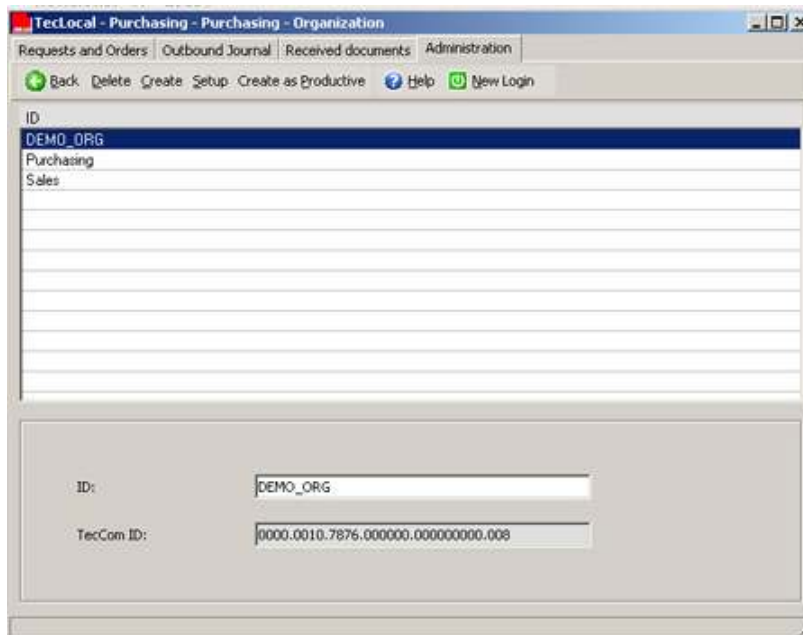 TecLocal - Purchasing - Purchasing - Organization
Requests and Orders Outbound Journal Received documents Administration
Back Delete Create Setup Create as Productive Help New Login
ID
DEMO_ORG
Purchasing
Sales
ID: DEMO_ORG
TecCom ID: 0000.0010.7876.000000.000000000.008